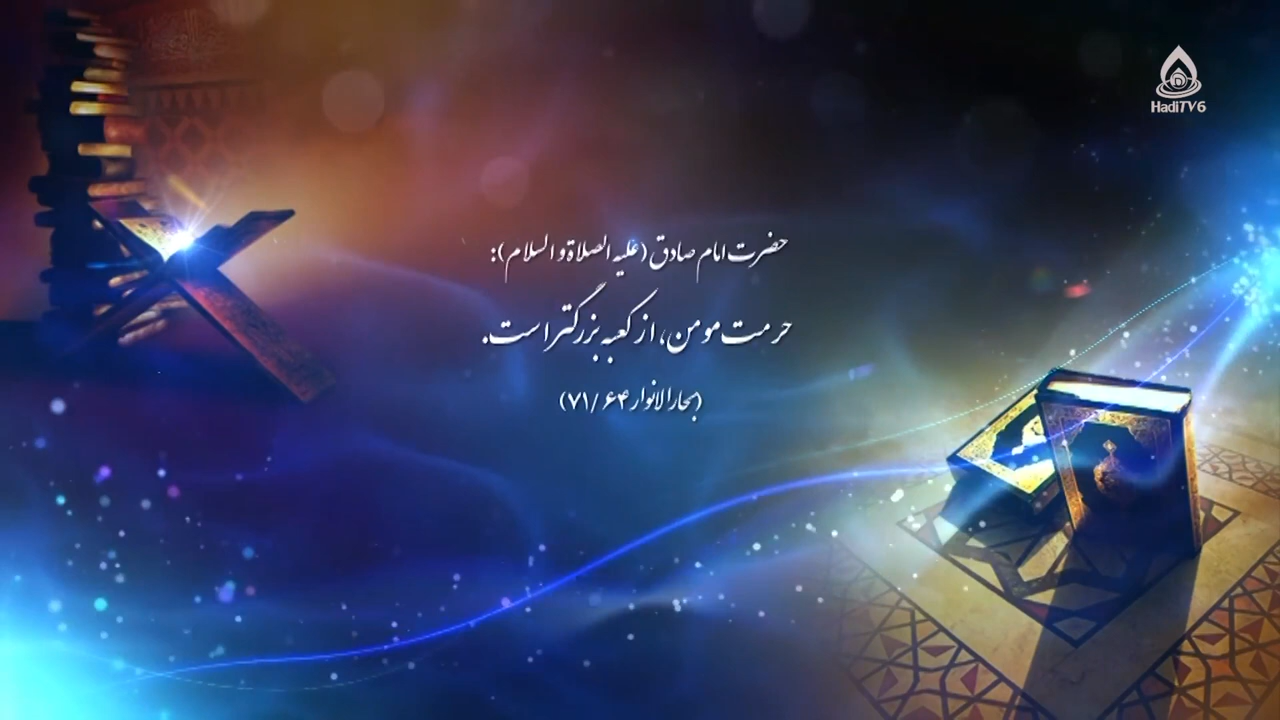 HadiTV6
حضرت امام صادق (علیه الصلاة و السلام):
حرمت مومن، از کعبه بزرگتر است.
(بحارالانوار ۶۴/ ۷۱)